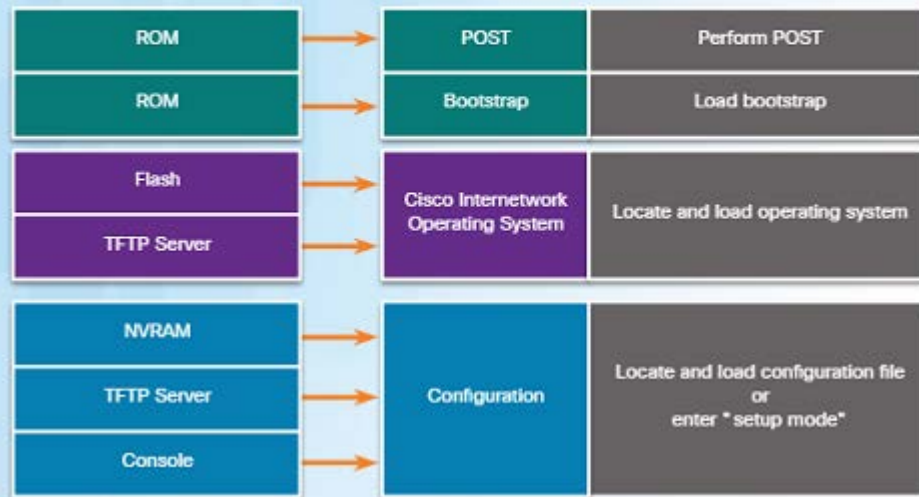 ROM
POST
Perform POST
ROM
Bootstrap
Load bootstrap
Flash
TFTP Server
Cisco Internetwork
Operating System
Locate and load operating system
NVRAM
TFTP Server
Console
Configuration
Locate and load configuration file
or
enter "setup mode"